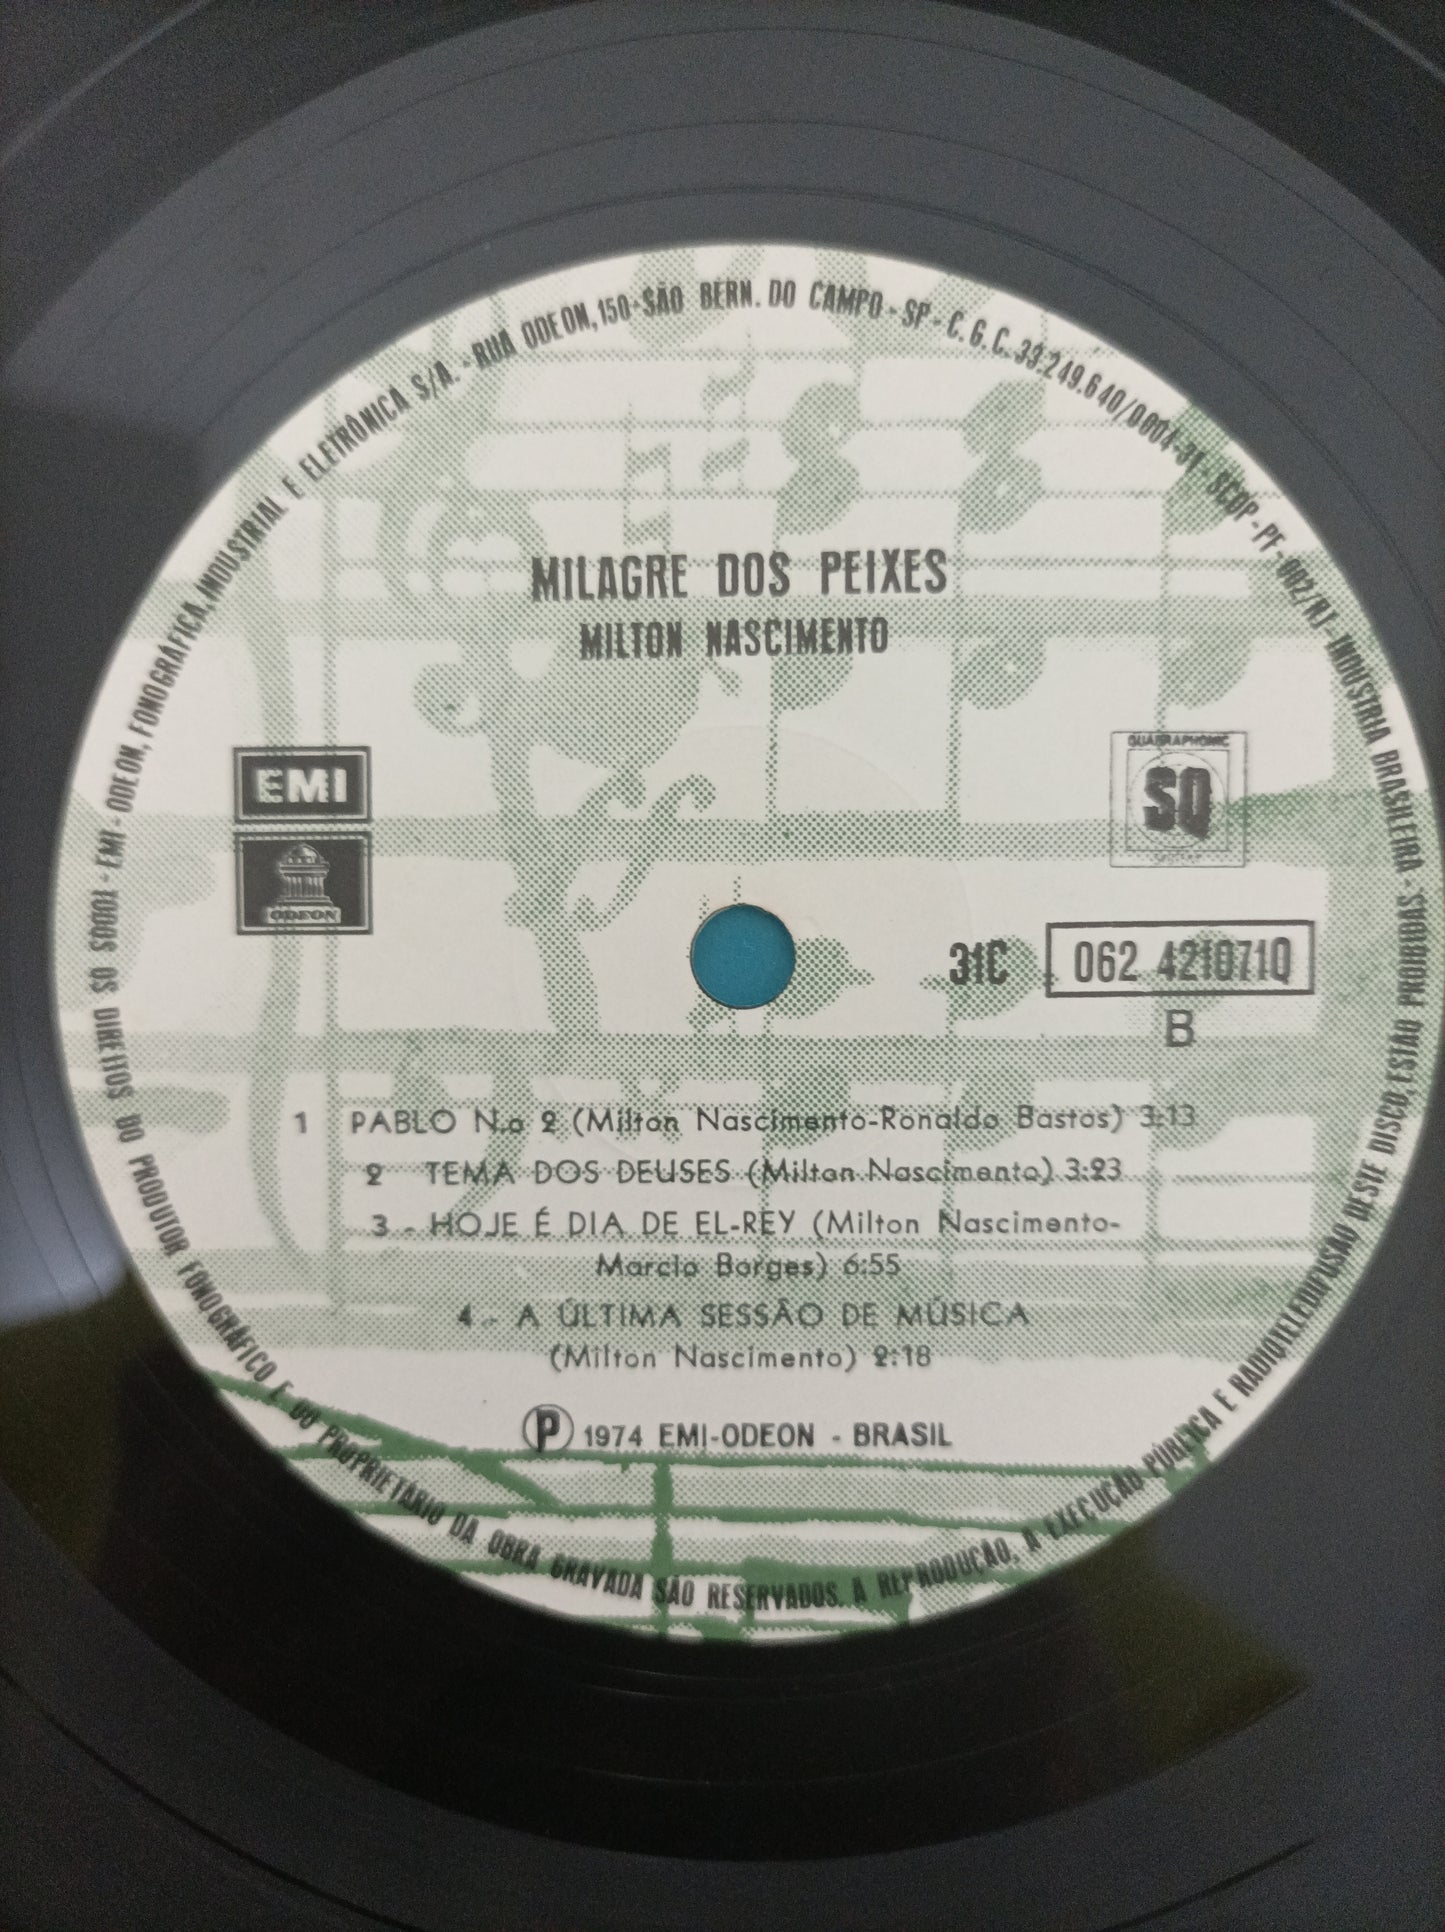 MILAGRE DOS PEIXES
MILTON NASCIMENTO
EMI
ODEON
QUADRAPHONIC
SQ
SYSTEM
31C 062 421071Q
B
1 PABLO N.o 2 (Milton Nascimento-Ronaldo Bastos) 3:13
2 TEMA DOS DEUSES (Milton Nascimento) 3:23
3 - HOJE É DIA DE EL-REY (Milton Nascimento-
Marcio Borges) 6:55
4 - A ÚLTIMA SESSÃO DE MÚSICA
(Milton Nascimento) 2:18
P 1974 EMI-ODEON - BRASIL
EMI - ODEON, FONOGRÁFICA, INDUSTRIAL E ELETRÔNICA S/A. - RUA ODEON, 150 - SÃO BERN. DO CAMPO - SP - C.G.C. 33.249.640/0004-31 - SCDP - PF - 002/RJ - INDÚSTRIA BRASILEIRA - TODOS OS DIREITOS DO PRODUTOR FONOGRÁFICO E DO PROPRIETÁRIO DA OBRA GRAVADA SÃO RESERVADOS. A REPRODUÇÃO, A EXECUÇÃO PÚBLICA E RADIOTELEDIFUSÃO DESTE DISCO, ESTÃO PROIBIDAS -